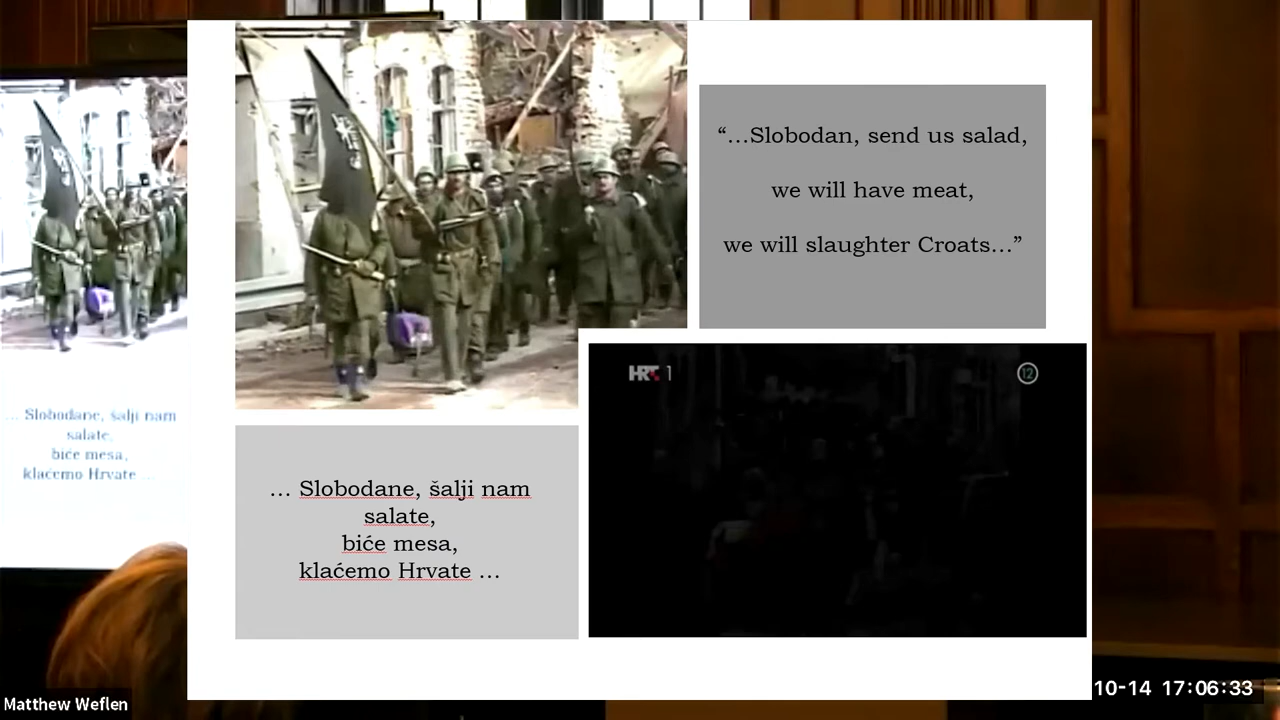 “…Slobodan, send us salad,
we will have meat,
we will slaughter Croats…”
HRT 1
12
… Slobodane, šalji nam
salate,
biće mesa,
klaćemo Hrvate …
… Slobodane, šalji nam
salate,
biće mesa,
klaćemo Hrvate …
Matthew Weflen
10-14 17:06:33